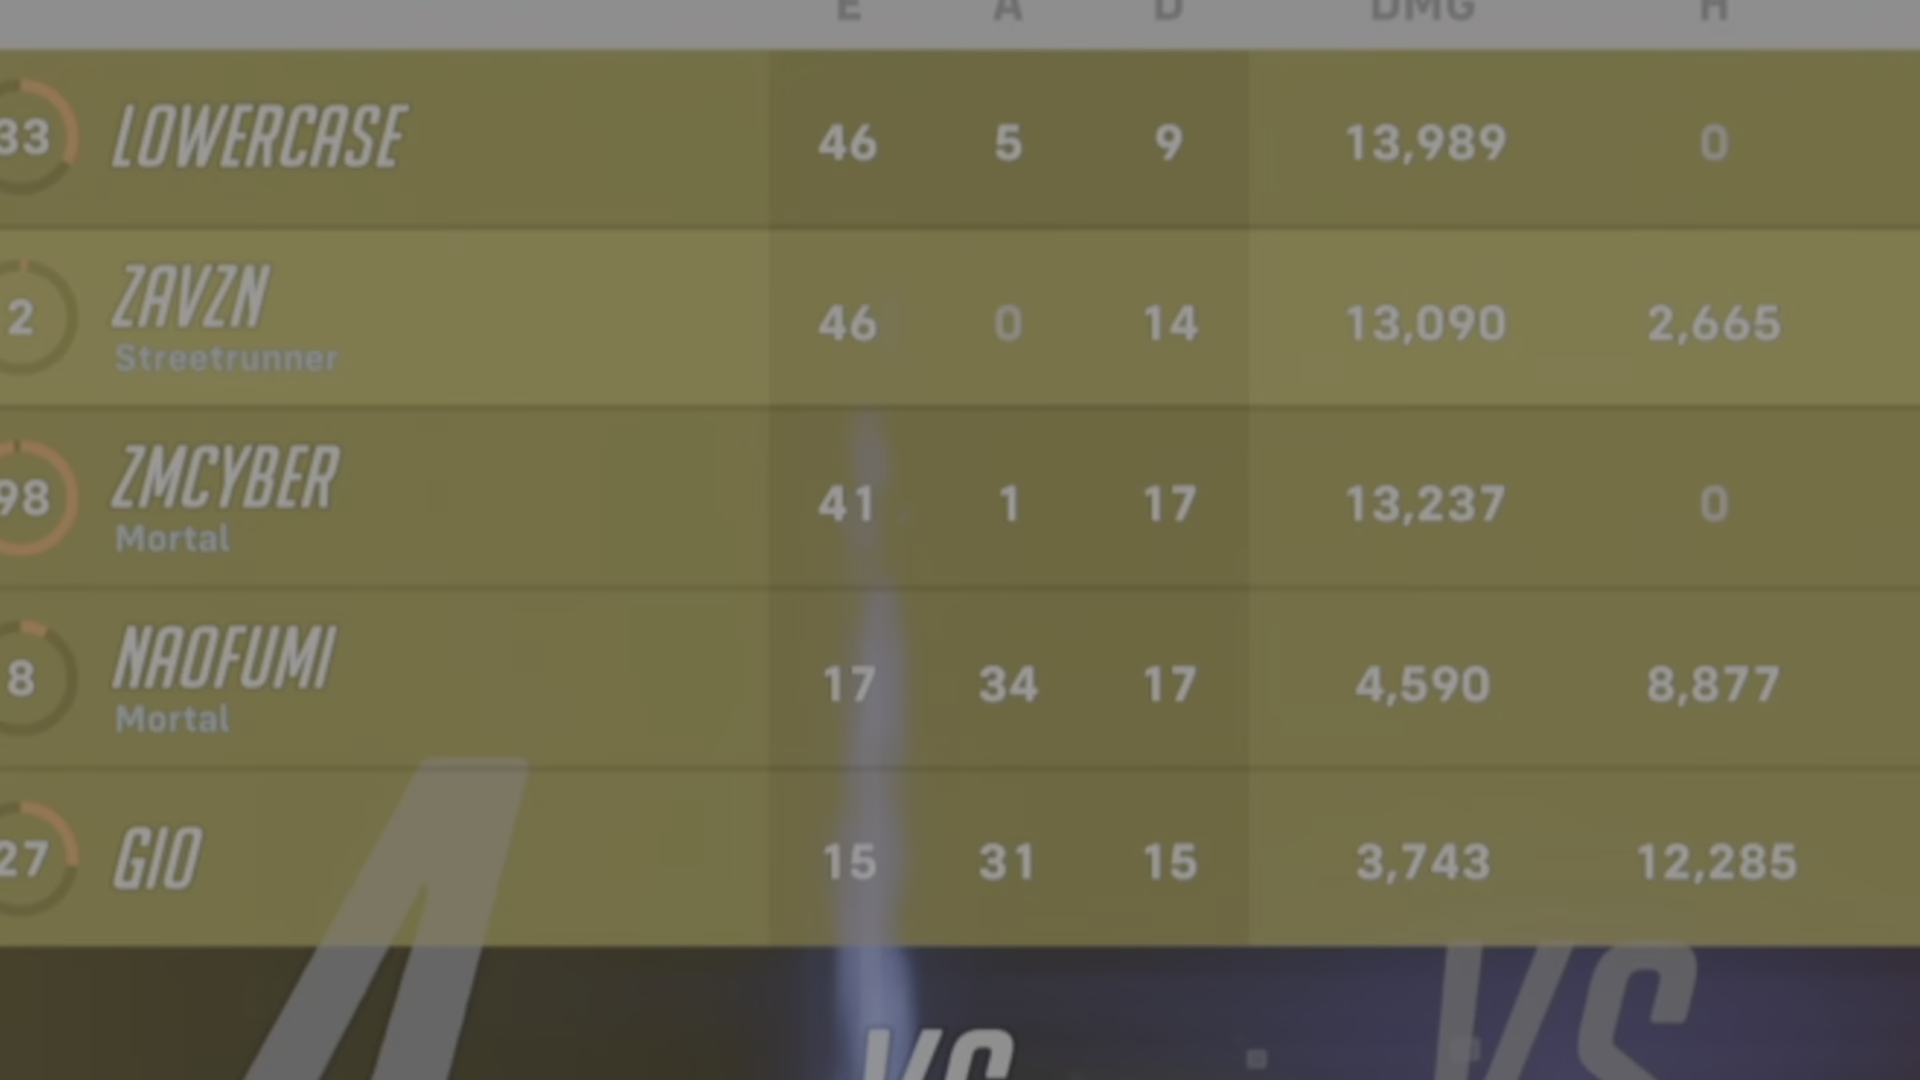 E A D DMG H
33 LOWERCASE 46 5 9 13,989 0
2 ZAVZN 46 0 14 13,090 2,665
Streetrunner
98 ZMCYBER 41 1 17 13,237 0
Mortal
8 NAOFUMI 17 34 17 4,590 8,877
Mortal
27 GIO 15 31 15 3,743 12,285
VS
VS